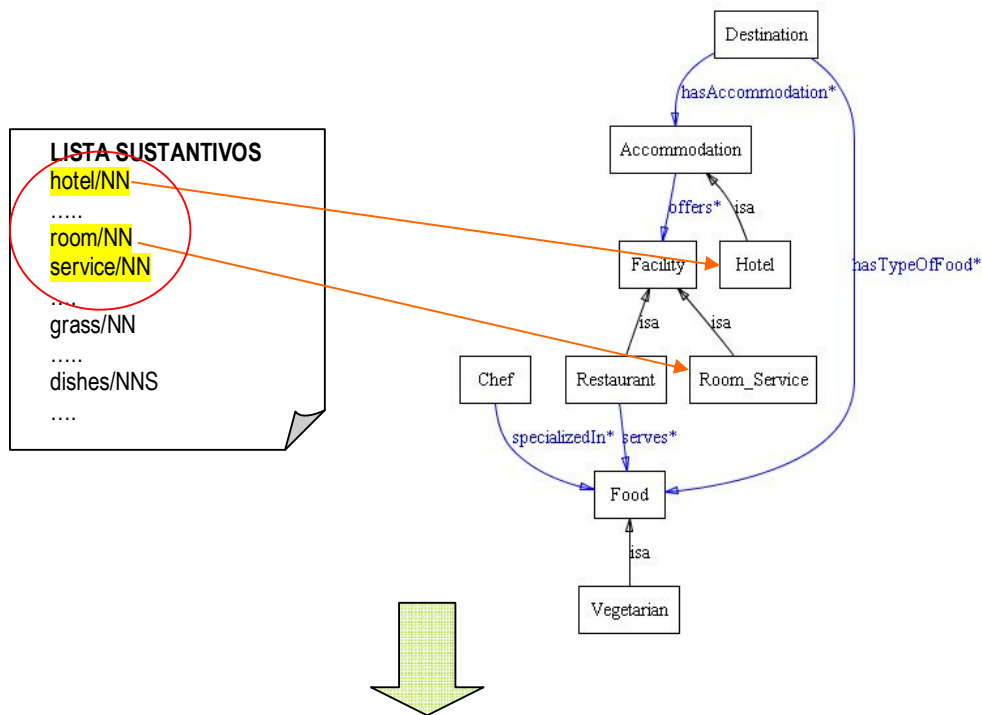 LISTA SUSTANTIVOS
hotel/NN
.....
room/NN
service/NN
....
grass/NN
.....
dishes/NNS
....
Destination
hasAccommodation*
Accommodation
offers*
isa
Facility
Hotel
hasTypeOfFood*
isa
isa
Chef
Restaurant
Room_Service
specializedIn*
serves*
Food
isa
Vegetarian